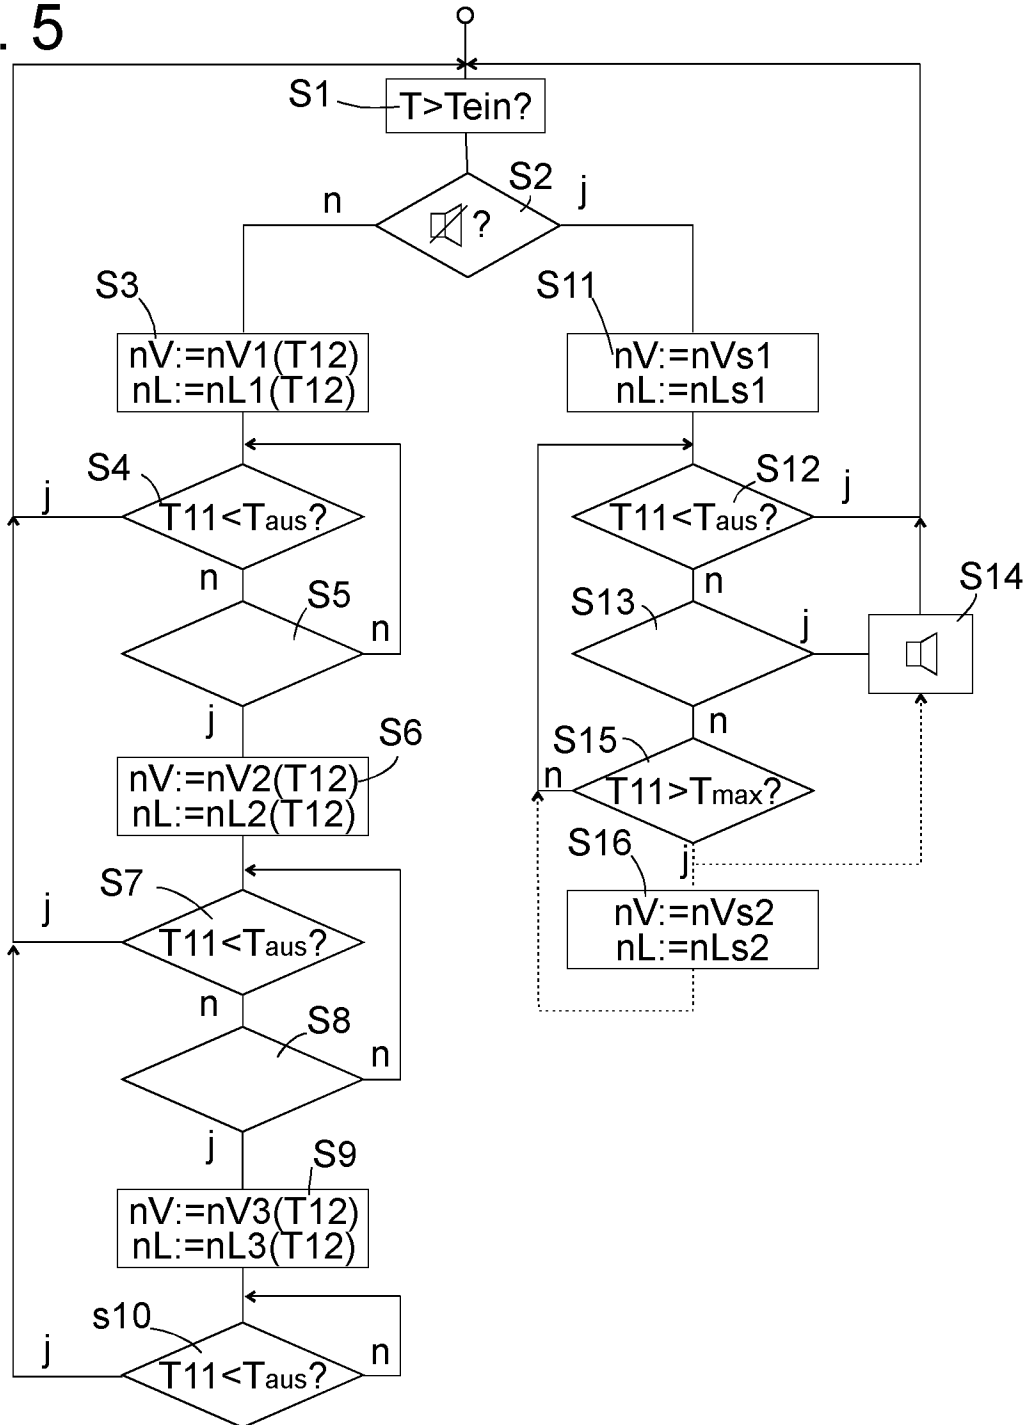 . 5
S1
T>Tein?
S2
n
j
?
S3
nV:=nV1(T12)
nL:=nL1(T12)
S11
nV:=nVs1
nL:=nLs1
S4
j
T11<Taus?
n
S12
T11<Taus?
j
n
S5
n
j
S13
j
n
S14
S6
nV:=nV2(T12)
nL:=nL2(T12)
S15
n
T11>Tmax?
j
S16
nV:=nVs2
nL:=nLs2
S7
j
T11<Taus?
n
S8
n
j
S9
nV:=nV3(T12)
nL:=nL3(T12)
s10
j
T11<Taus?
n